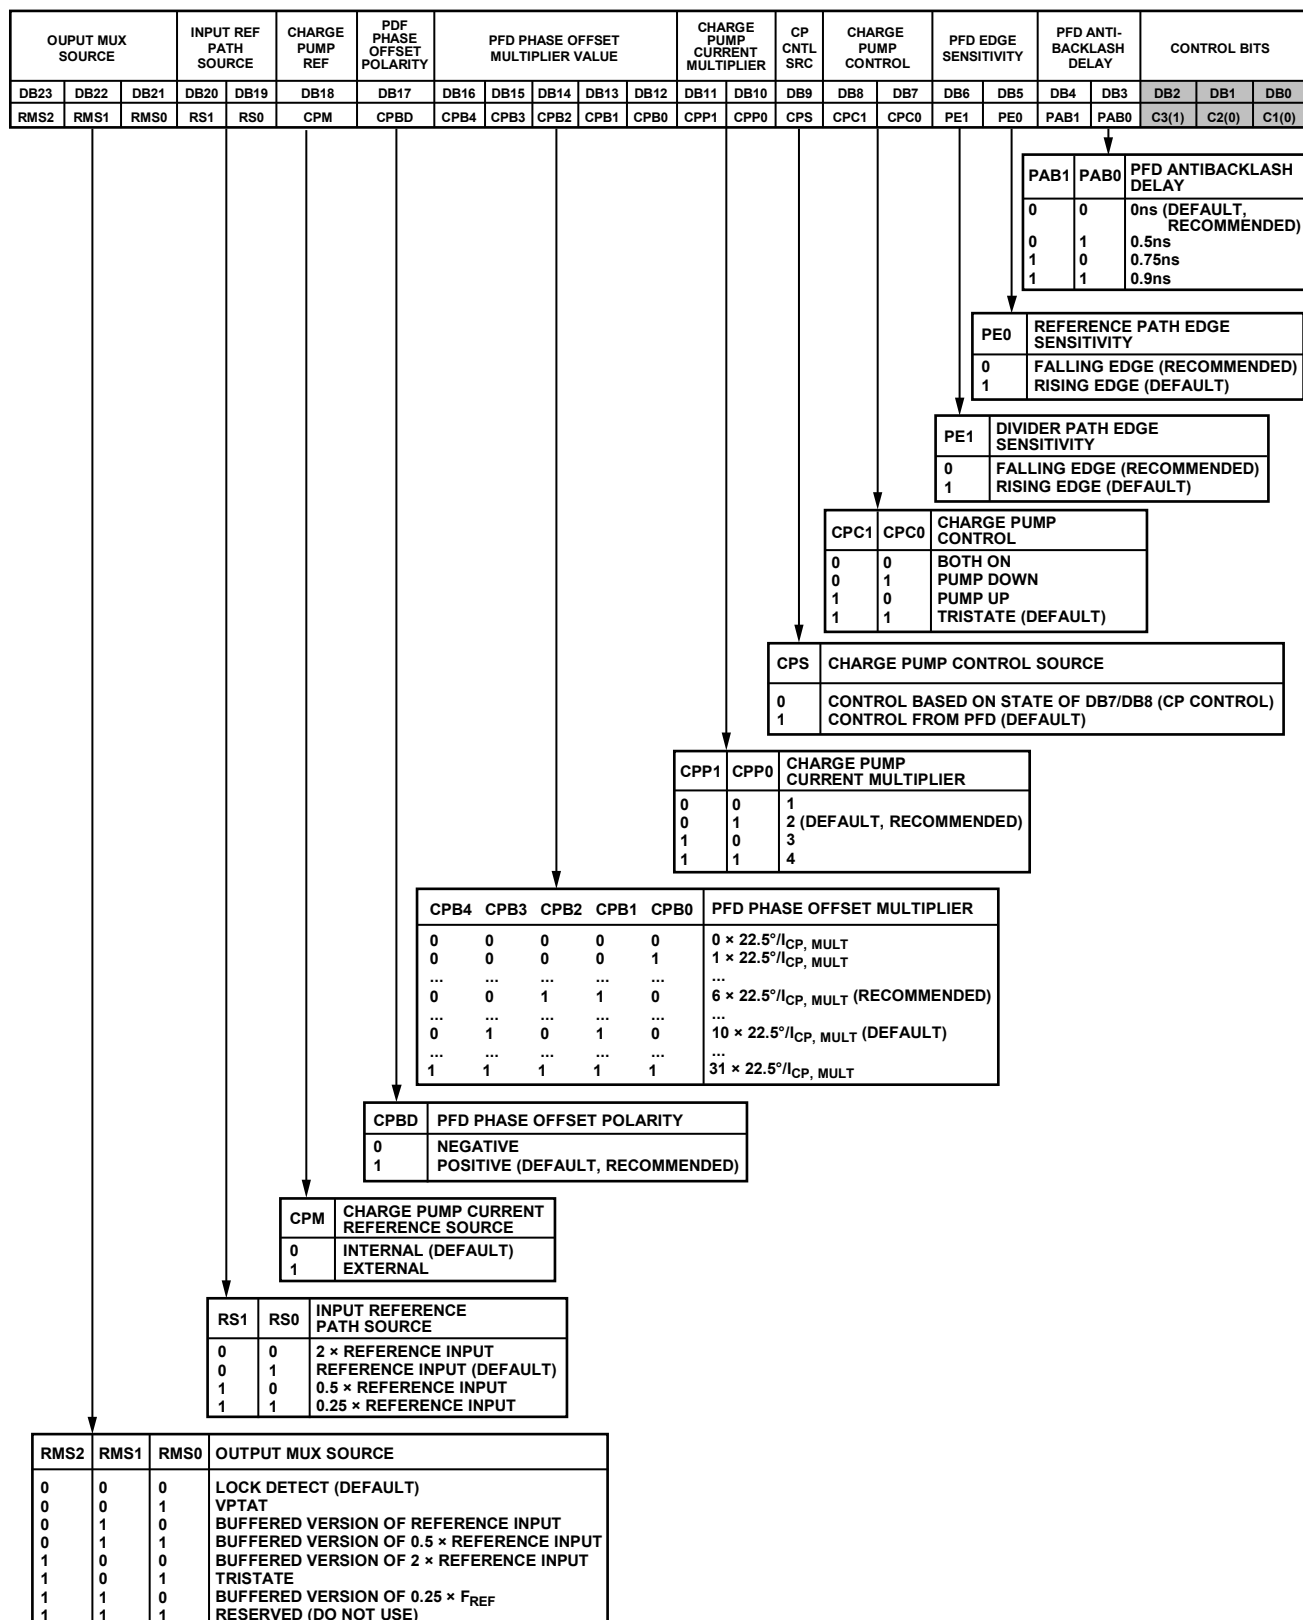 OUPUT MUX SOURCE
INPUT REF PATH SOURCE
CHARGE PUMP REF
PDF PHASE OFFSET POLARITY
PFD PHASE OFFSET MULTIPLIER VALUE
CHARGE PUMP CURRENT MULTIPLIER
CP CNTL SRC
CHARGE PUMP CONTROL
PFD EDGE SENSITIVITY
PFD ANTI-BACKLASH DELAY
CONTROL BITS
DB23 DB22 DB21 DB20 DB19 DB18 DB17 DB16 DB15 DB14 DB13 DB12 DB11 DB10 DB9 DB8 DB7 DB6 DB5 DB4 DB3 DB2 DB1 DB0
RMS2 RMS1 RMS0 RS1 RS0 CPM CPBD CPB4 CPB3 CPB2 CPB1 CPB0 CPP1 CPP0 CPS CPC1 CPC0 PE1 PE0 PAB1 PAB0 C3(1) C2(0) C1(0)
PAB1 PAB0 PFD ANTIBACKLASH DELAY
0 0 0ns (DEFAULT, RECOMMENDED)
0 1 0.5ns
1 0 0.75ns
1 1 0.9ns
PE0 REFERENCE PATH EDGE SENSITIVITY
0 FALLING EDGE (RECOMMENDED)
1 RISING EDGE (DEFAULT)
PE1 DIVIDER PATH EDGE SENSITIVITY
0 FALLING EDGE (RECOMMENDED)
1 RISING EDGE (DEFAULT)
CPC1 CPC0 CHARGE PUMP CONTROL
0 0 BOTH ON
0 1 PUMP DOWN
1 0 PUMP UP
1 1 TRISTATE (DEFAULT)
CPS CHARGE PUMP CONTROL SOURCE
0 CONTROL BASED ON STATE OF DB7/DB8 (CP CONTROL)
1 CONTROL FROM PFD (DEFAULT)
CPP1 CPP0 CHARGE PUMP CURRENT MULTIPLIER
0 0 1
0 1 2 (DEFAULT, RECOMMENDED)
1 0 3
1 1 4
CPB4 CPB3 CPB2 CPB1 CPB0 PFD PHASE OFFSET MULTIPLIER
0 0 0 0 0 0 × 22.5°/ICP, MULT
0 0 0 0 1 1 × 22.5°/ICP, MULT
... ... ... ... ... ...
0 0 1 1 0 6 × 22.5°/ICP, MULT (RECOMMENDED)
... ... ... ... ... ...
0 1 0 1 0 10 × 22.5°/ICP, MULT (DEFAULT)
... ... ... ... ... ...
1 1 1 1 1 31 × 22.5°/ICP, MULT
CPBD PFD PHASE OFFSET POLARITY
0 NEGATIVE
1 POSITIVE (DEFAULT, RECOMMENDED)
CPM CHARGE PUMP CURRENT REFERENCE SOURCE
0 INTERNAL (DEFAULT)
1 EXTERNAL
RS1 RS0 INPUT REFERENCE PATH SOURCE
0 0 2 × REFERENCE INPUT
0 1 REFERENCE INPUT (DEFAULT)
1 0 0.5 × REFERENCE INPUT
1 1 0.25 × REFERENCE INPUT
RMS2 RMS1 RMS0 OUTPUT MUX SOURCE
0 0 0 LOCK DETECT (DEFAULT)
0 0 1 VPTAT
0 1 0 BUFFERED VERSION OF REFERENCE INPUT
0 1 1 BUFFERED VERSION OF 0.5 × REFERENCE INPUT
1 0 0 BUFFERED VERSION OF 2 × REFERENCE INPUT
1 0 1 TRISTATE
1 1 0 BUFFERED VERSION OF 0.25 × FREF
1 1 1 RESERVED (DO NOT USE)